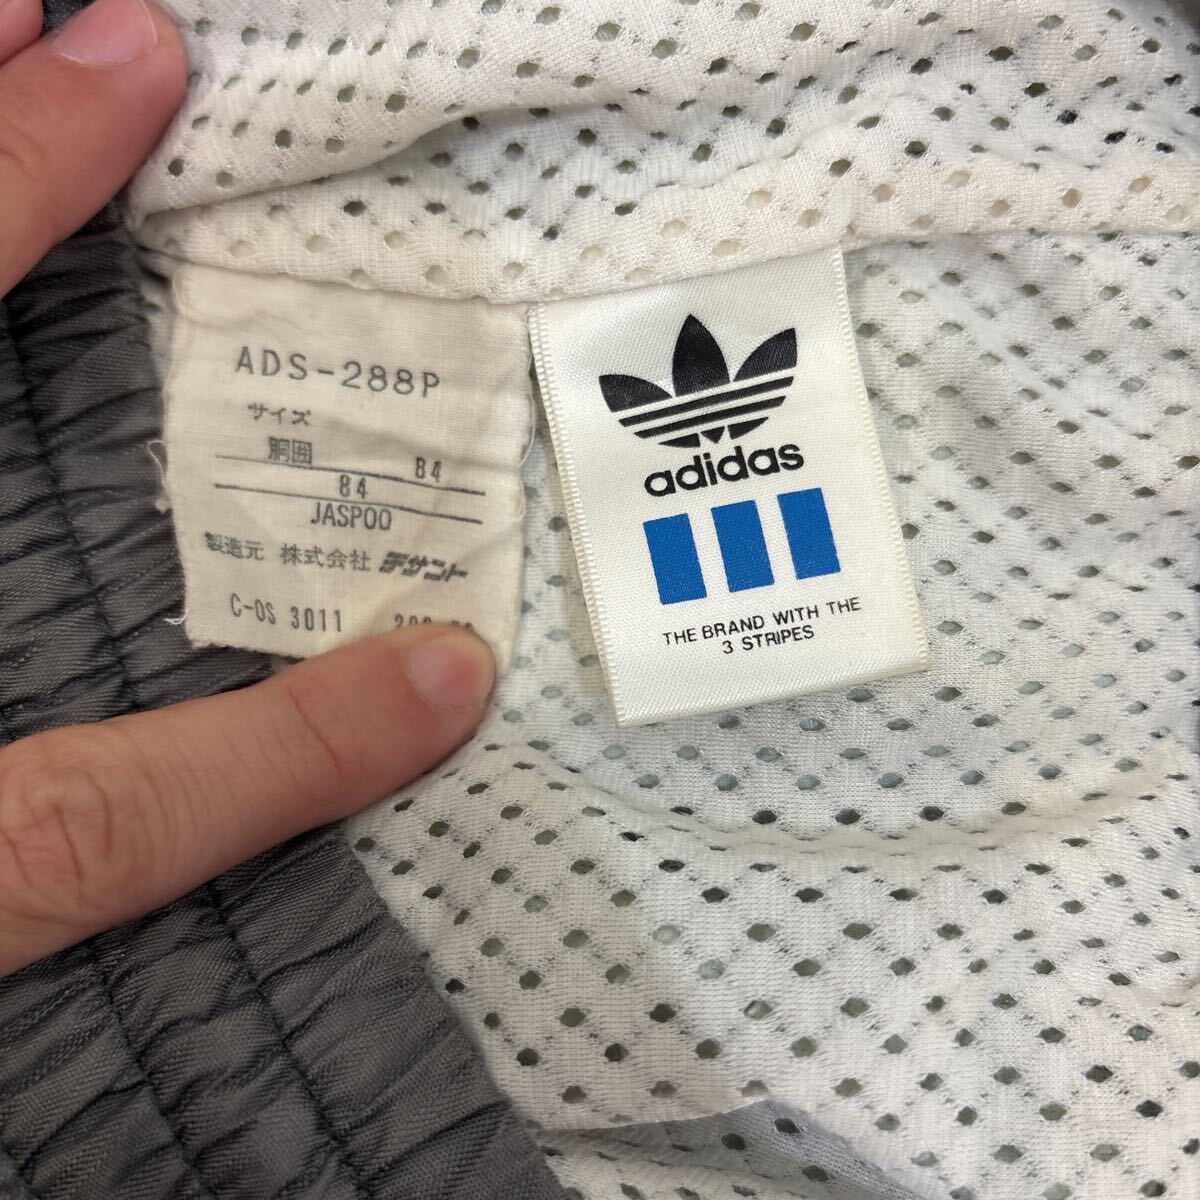 ADS-288P
サイズ
胴囲 84
84
JASPOO
製造元 株式会社 デサント
C-OS 3011
adidas
THE BRAND WITH THE
3 STRIPES